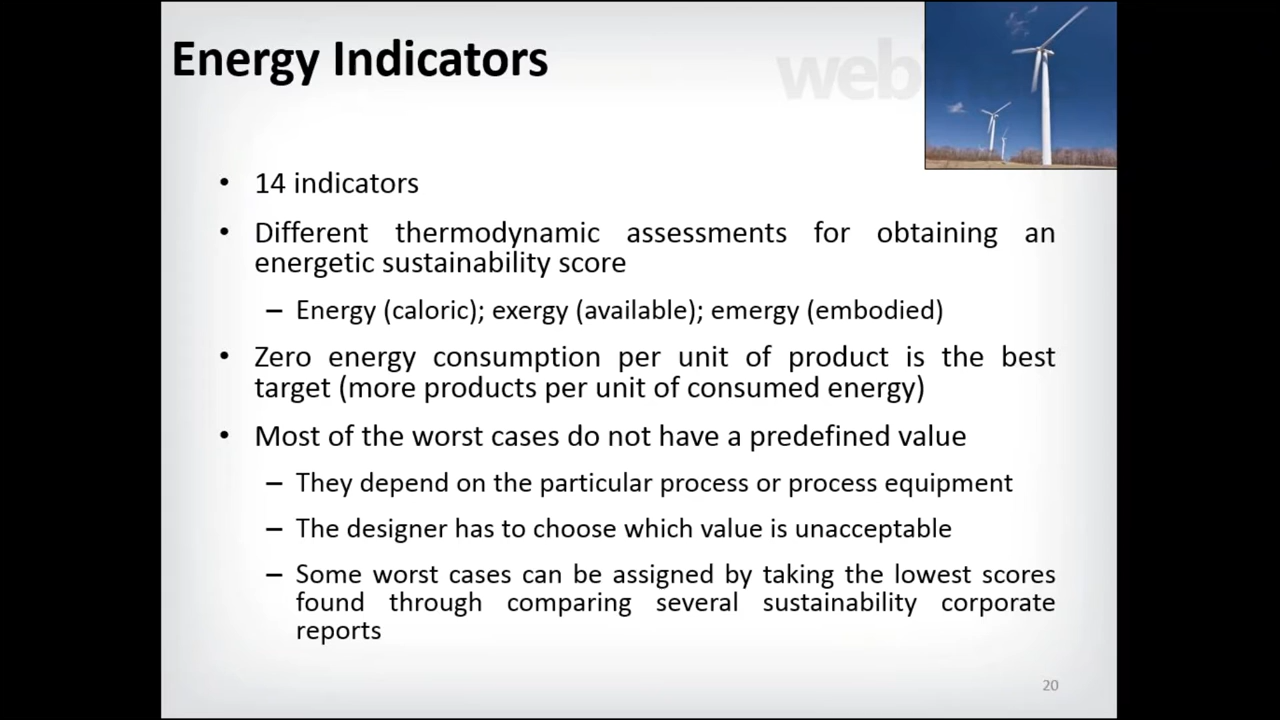 Energy Indicators
webi
• 14 indicators
• Different thermodynamic assessments for obtaining an
energetic sustainability score
– Energy (caloric); exergy (available); emergy (embodied)
• Zero energy consumption per unit of product is the best
target (more products per unit of consumed energy)
• Most of the worst cases do not have a predefined value
– They depend on the particular process or process equipment
– The designer has to choose which value is unacceptable
– Some worst cases can be assigned by taking the lowest scores
found through comparing several sustainability corporate
reports
20